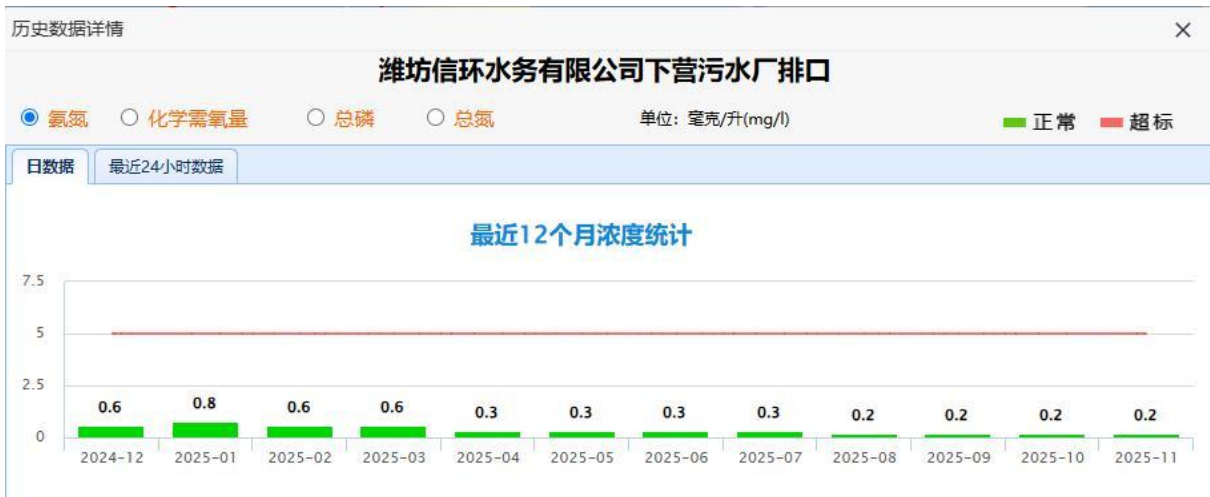 历史数据详情 ×
潍坊信环水务有限公司下营污水厂排口
氨氮 化学需氧量 总磷 总氮 单位：毫克/升(mg/l) 正常 超标
日数据 最近24小时数据
最近12个月浓度统计
7.5
5
2.5
0.6 0.8 0.6 0.6 0.3 0.3 0.3 0.3 0.2 0.2 0.2 0.2
0
2024-12 2025-01 2025-02 2025-03 2025-04 2025-05 2025-06 2025-07 2025-08 2025-09 2025-10 2025-11